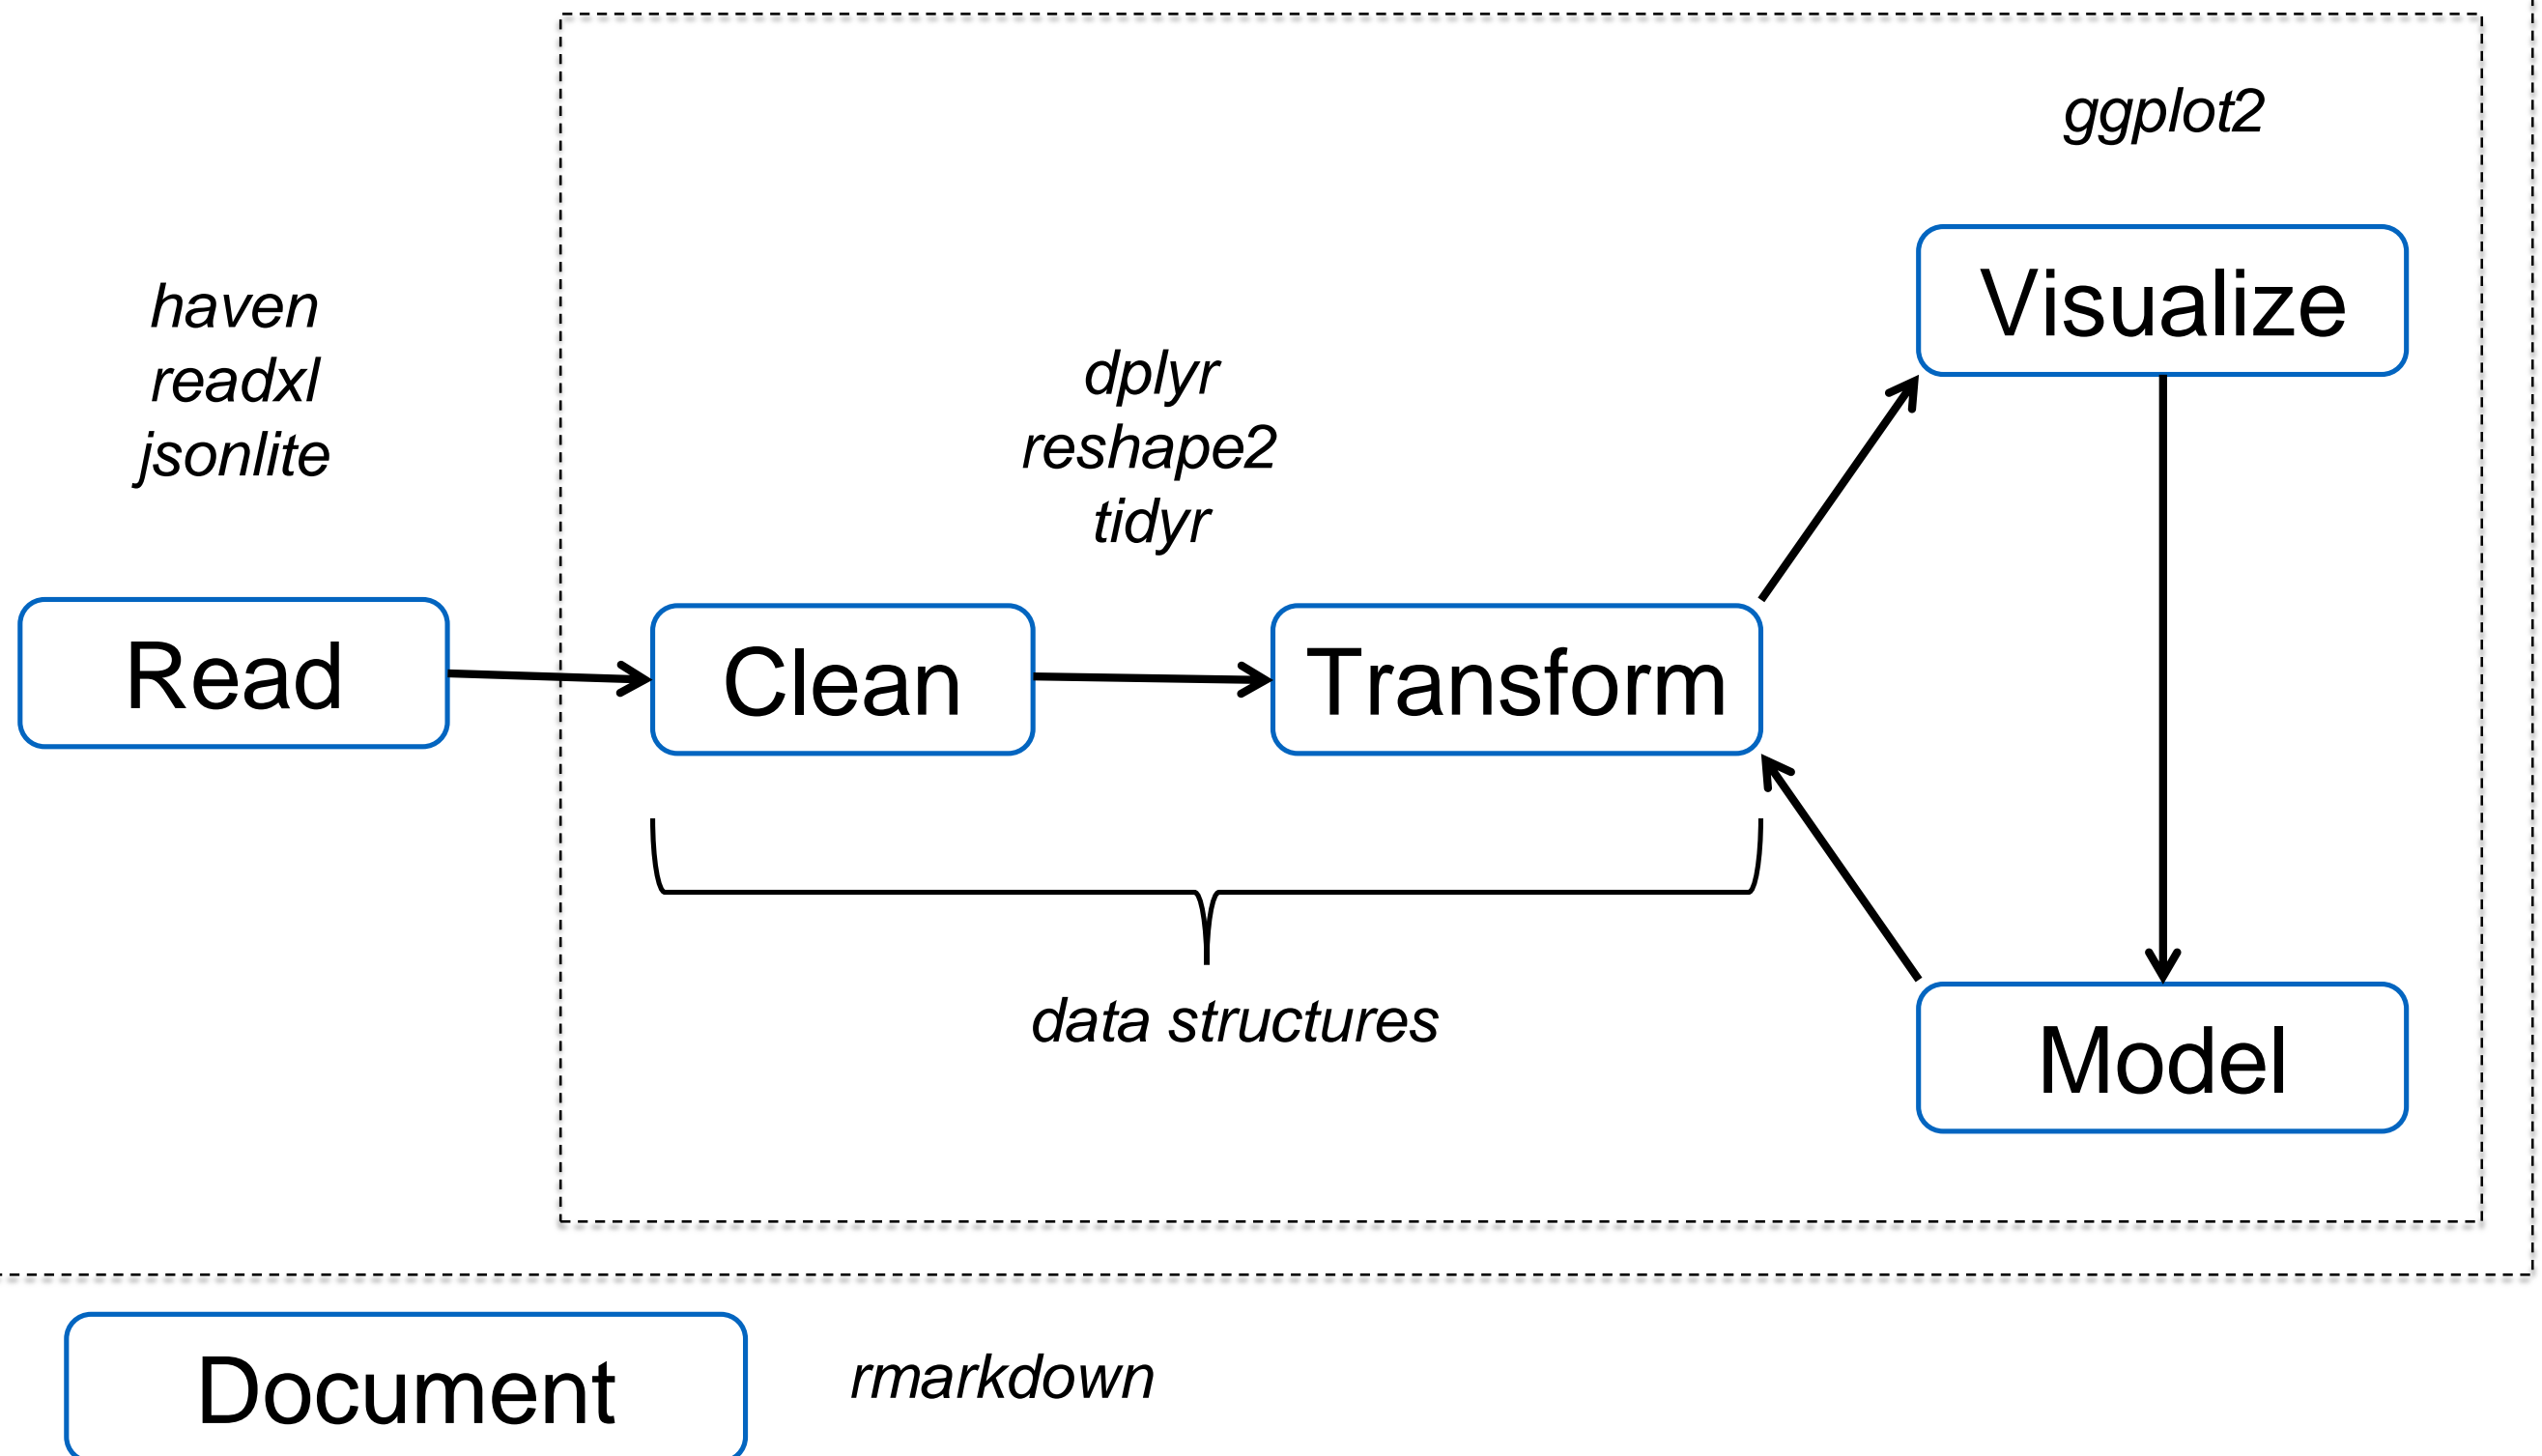 ggplot2
Visualize
haven
readxl
jsonlite
dplyr
reshape2
tidyr
Read
Clean
Transform
data structures
Model
Document
rmarkdown